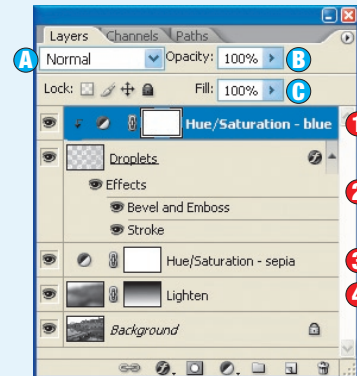 Layers Channels Paths
A Normal Opacity: 100% B
Lock: Fill: 100% C
Hue/Saturation - blue 1
Droplets
Effects 2
Bevel and Emboss
Stroke
Hue/Saturation - sepia 3
Lighten 4
Background